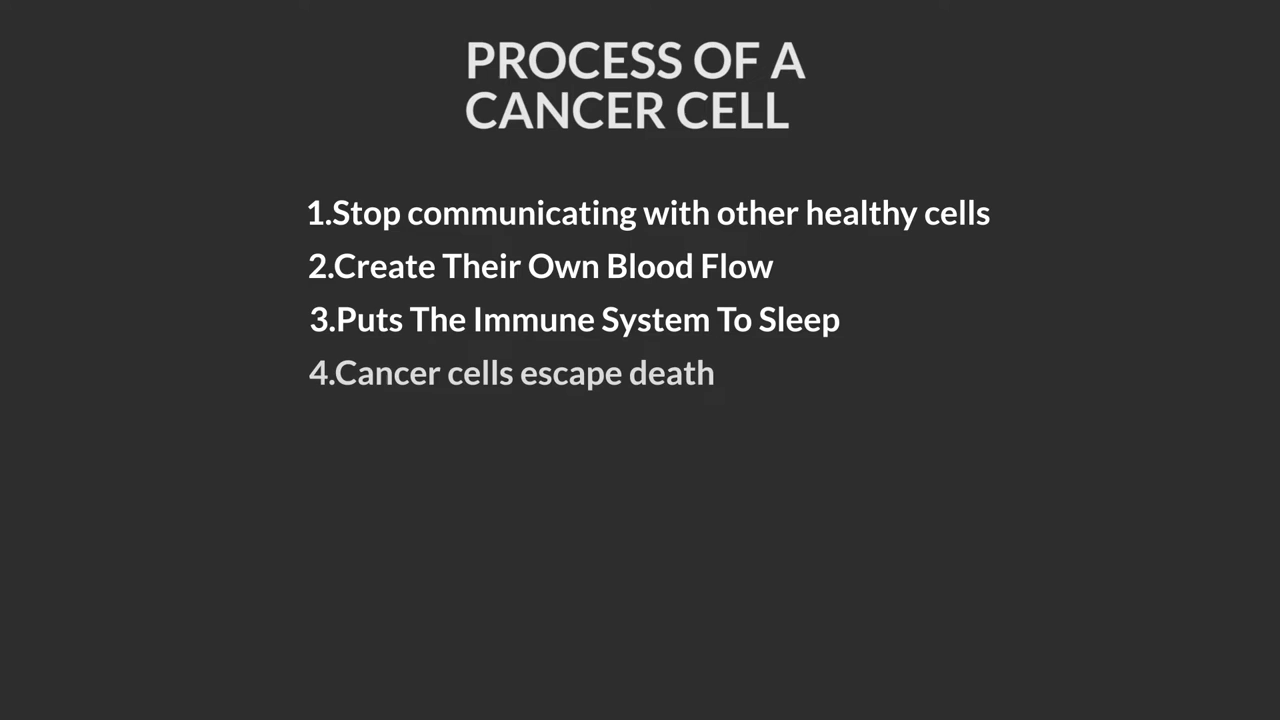 PROCESS OF A
CANCER CELL
1.Stop communicating with other healthy cells
2.Create Their Own Blood Flow
3.Puts The Immune System To Sleep
4.Cancer cells escape death